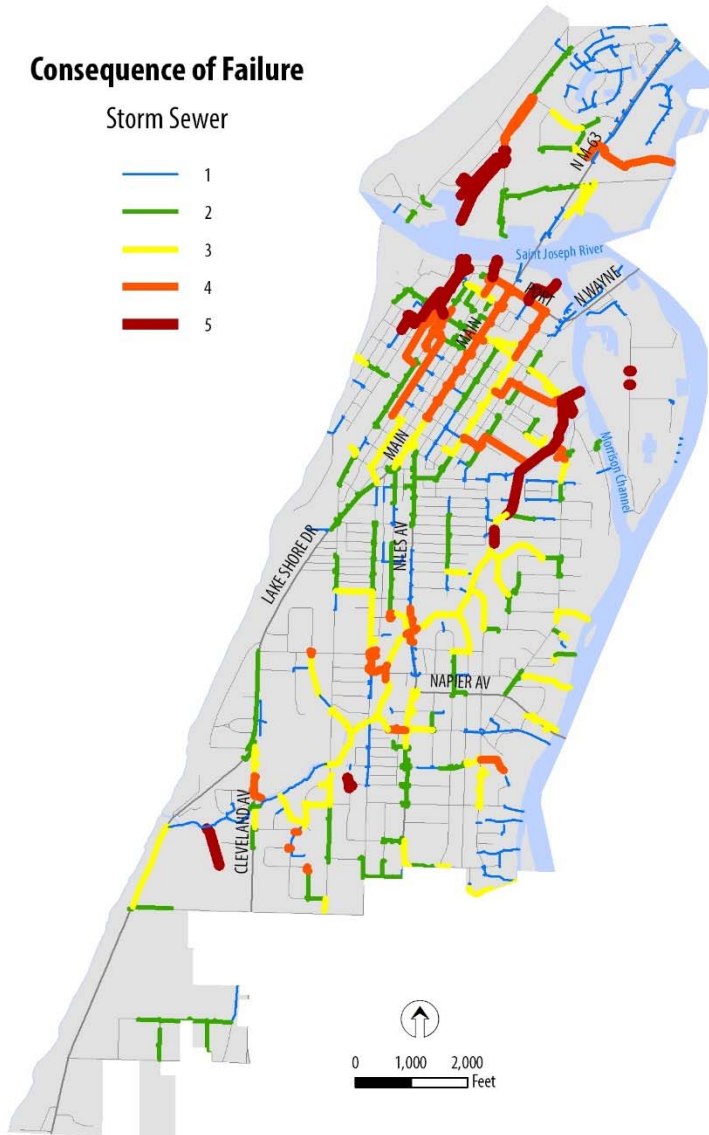 Consequence of Failure
Storm Sewer
1
2
3
4
5
N M-63
Saint Joseph River
PORT
N WAYNE
MAIN
MAIN
Morrison Channel
LAKE SHORE DR
NILES AV
NAPIER AV
CLEVELAND AV
0 1,000 2,000
Feet